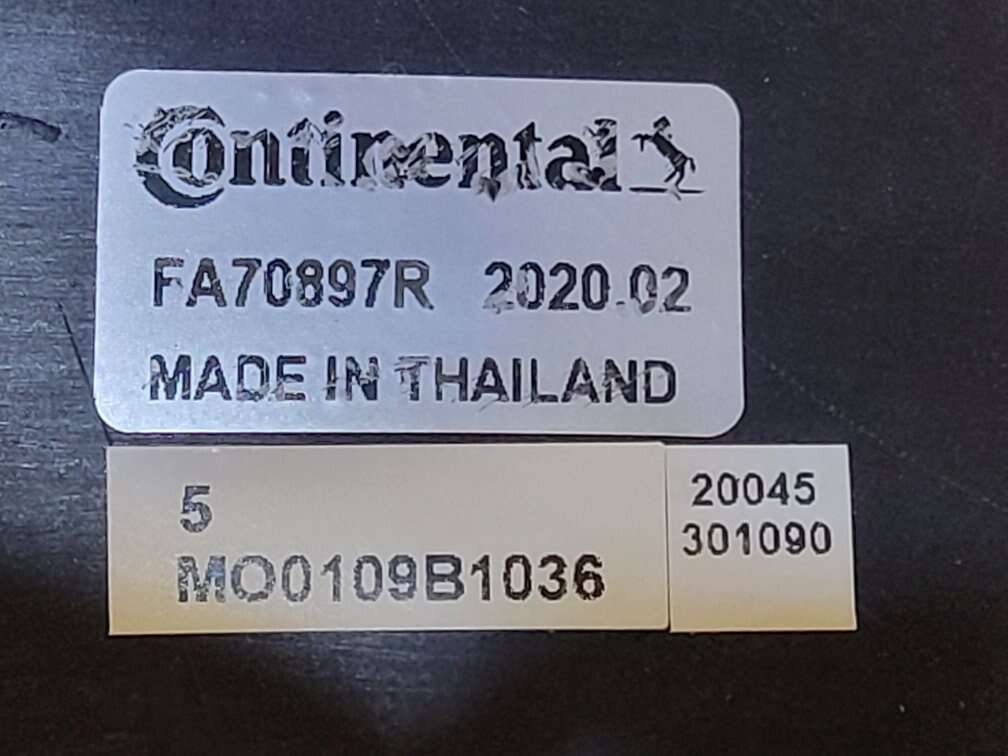 Continental
FA70897R 2020.02
MADE IN THAILAND
5
MO0109B1036
20045
301090